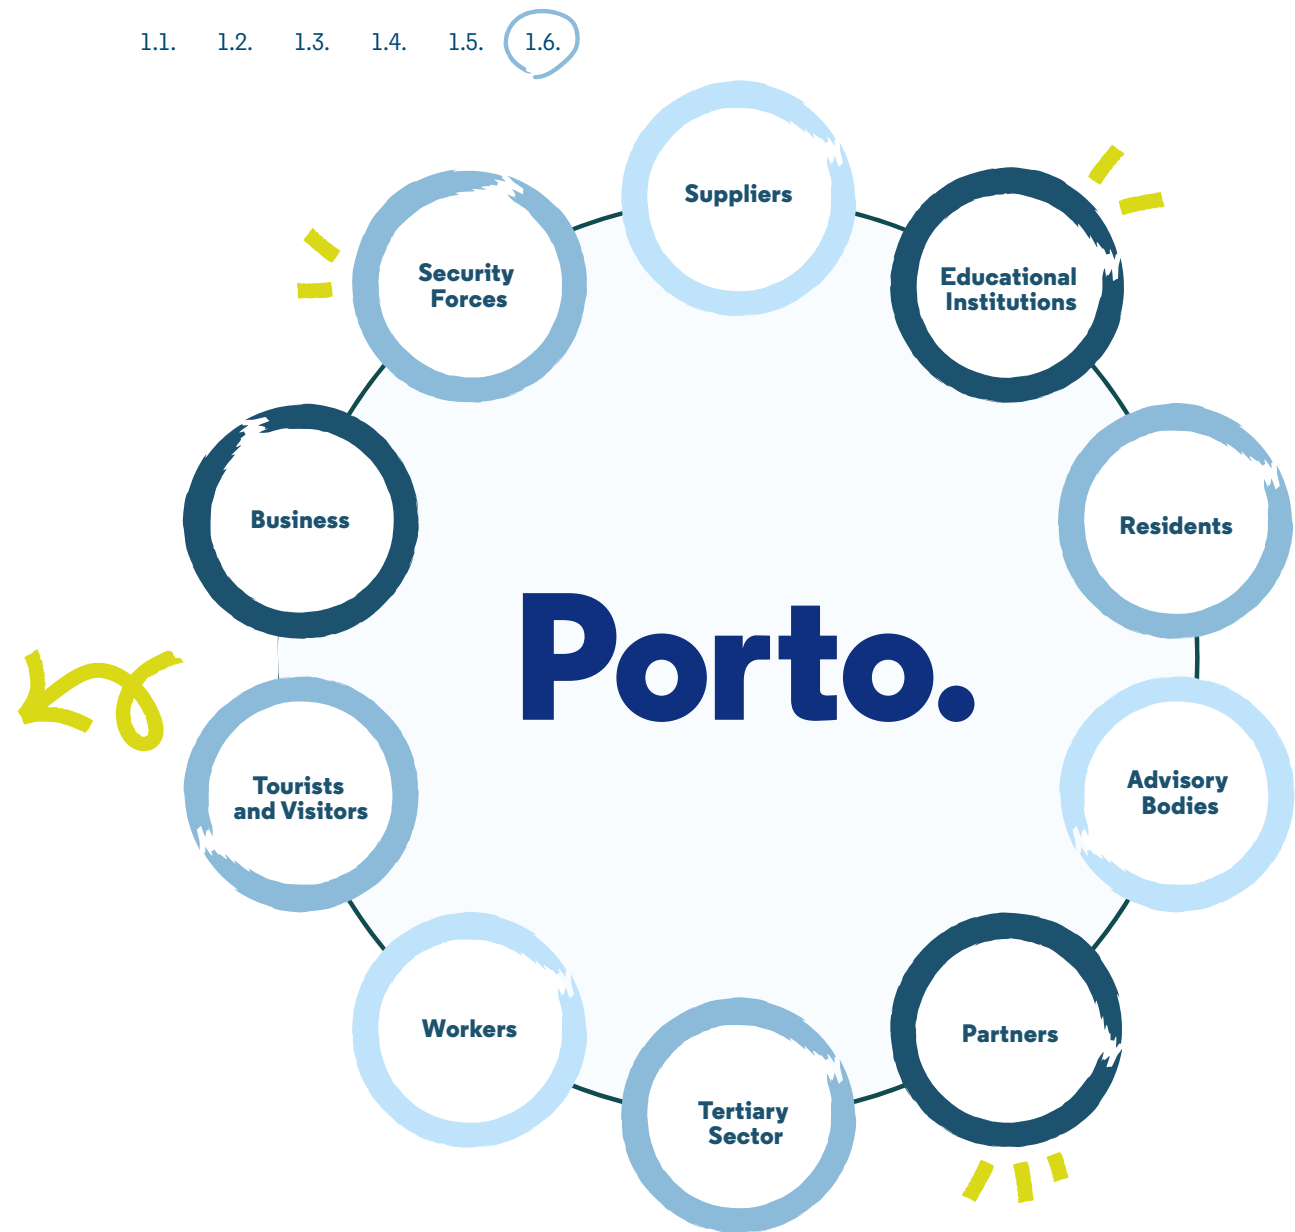 1.1. 1.2. 1.3. 1.4. 1.5. 1.6.
Suppliers
Security
Forces
Educational
Institutions
Business
Residents
Porto.
Tourists
and Visitors
Advisory
Bodies
Workers
Partners
Tertiary
Sector